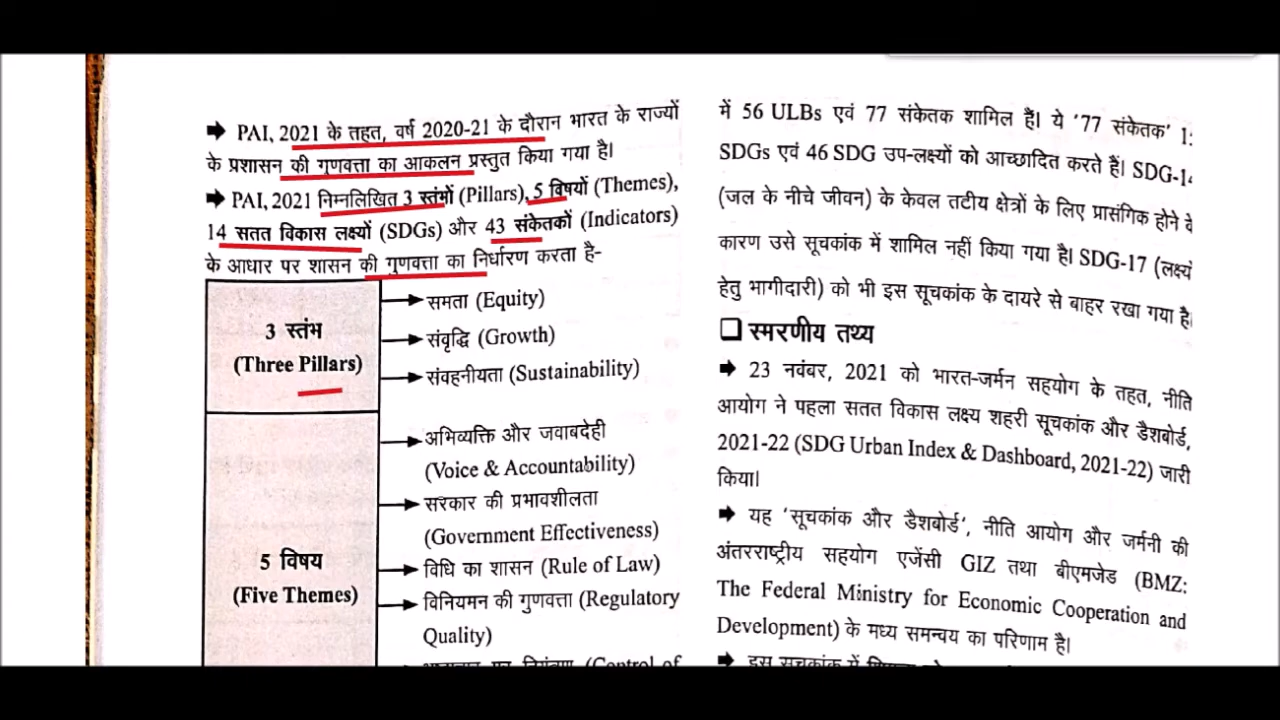 ➡ PAI, 2021 के तहत, वर्ष 2020-21 के दौरान भारत के राज्यों
के प्रशासन की गुणवत्ता का आकलन प्रस्तुत किया गया है।
➡ PAI, 2021 निम्नलिखित 3 स्तंभों (Pillars), 5 विषयों (Themes),
14 सतत विकास लक्ष्यों (SDGs) और 43 संकेतकों (Indicators)
के आधार पर शासन की गुणवत्ता का निर्धारण करता है-
3 स्तंभ
(Three Pillars)
समता (Equity)
संवृद्धि (Growth)
संवहनीयता (Sustainability)
5 विषय
(Five Themes)
अभिव्यक्ति और जवाबदेही
(Voice & Accountability)
सरकार की प्रभावशीलता
(Government Effectiveness)
विधि का शासन (Rule of Law)
विनियमन की गुणवत्ता (Regulatory
Quality)
(Control of
में 56 ULBs एवं 77 संकेतक शामिल हैं। ये '77 संकेतक'
SDGs एवं 46 SDG उप-लक्ष्यों को आच्छादित करते हैं। SDG-14
(जल के नीचे जीवन) के केवल तटीय क्षेत्रों के लिए प्रासंगिक होने के
कारण उसे सूचकांक में शामिल नहीं किया गया है। SDG-17 (लक्ष्यों
हेतु भागीदारी) को भी इस सूचकांक के दायरे से बाहर रखा गया है।
❑ स्मरणीय तथ्य
➡ 23 नवंबर, 2021 को भारत-जर्मन सहयोग के तहत, नीति
आयोग ने पहला सतत विकास लक्ष्य शहरी सूचकांक और डैशबोर्ड,
2021-22 (SDG Urban Index & Dashboard, 2021-22) जारी
किया।
➡ यह 'सूचकांक और डैशबोर्ड', नीति आयोग और जर्मनी की
अंतरराष्ट्रीय सहयोग एजेंसी GIZ तथा बीएमजेड (BMZ:
The Federal Ministry for Economic Cooperation and
Development) के मध्य समन्वय का परिणाम है।
➡ इस सूचकांक में